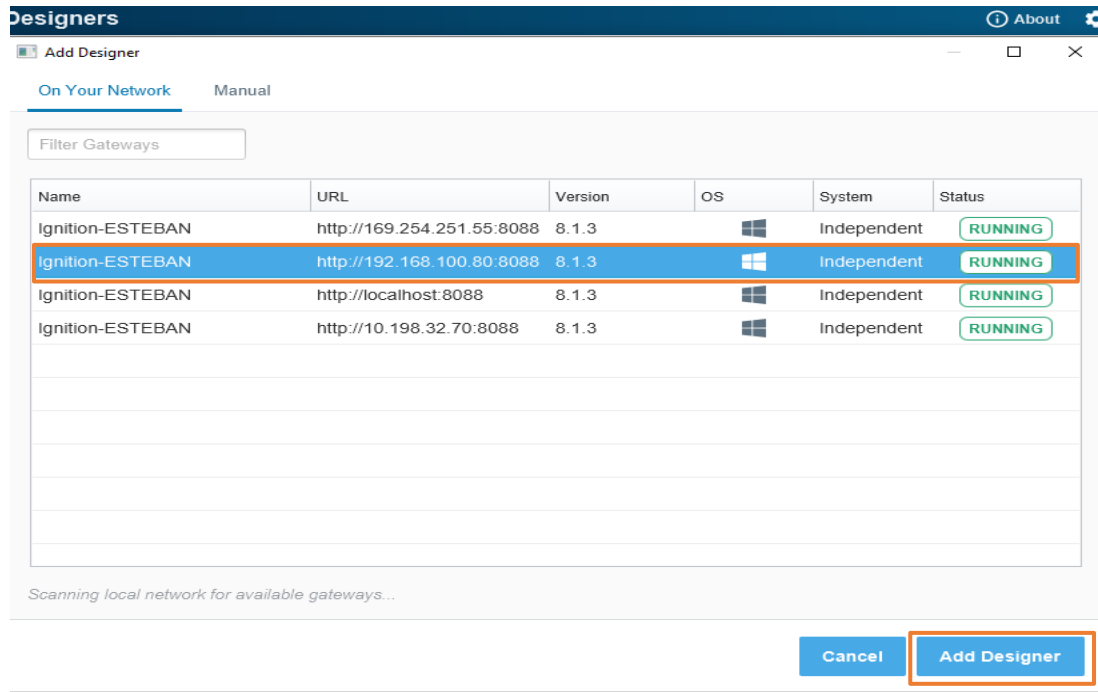 Designers About
Add Designer
On Your Network Manual
Filter Gateways
Name URL Version OS System Status
Ignition-ESTEBAN http://169.254.251.55:8088 8.1.3 Independent RUNNING
Ignition-ESTEBAN http://192.168.100.80:8088 8.1.3 Independent RUNNING
Ignition-ESTEBAN http://localhost:8088 8.1.3 Independent RUNNING
Ignition-ESTEBAN http://10.198.32.70:8088 8.1.3 Independent RUNNING
Scanning local network for available gateways...
Cancel Add Designer